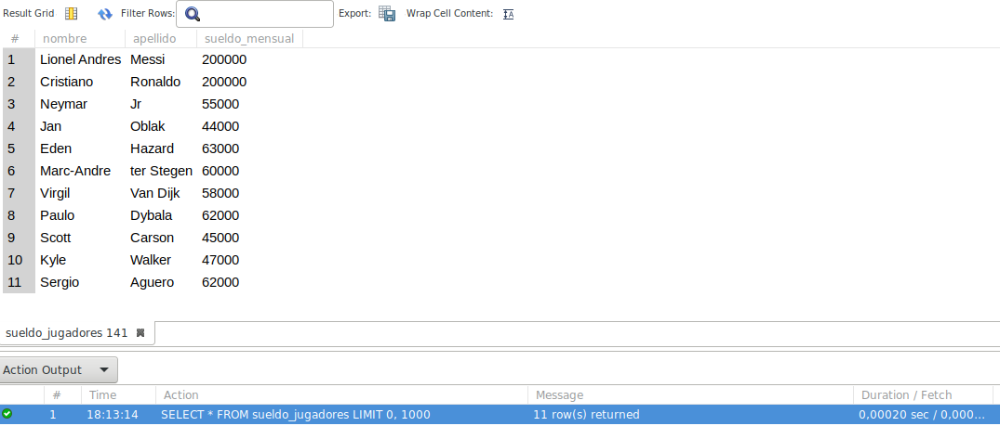 Result Grid Filter Rows: Export: Wrap Cell Content:
# nombre apellido sueldo_mensual
1 Lionel Andres Messi 200000
2 Cristiano Ronaldo 200000
3 Neymar Jr 55000
4 Jan Oblak 44000
5 Eden Hazard 63000
6 Marc-Andre ter Stegen 60000
7 Virgil Van Dijk 58000
8 Paulo Dybala 62000
9 Scott Carson 45000
10 Kyle Walker 47000
11 Sergio Aguero 62000
sueldo_jugadores 141
Action Output
# Time Action Message Duration / Fetch
1 18:13:14 SELECT * FROM sueldo_jugadores LIMIT 0, 1000 11 row(s) returned 0,00020 sec / 0,000...